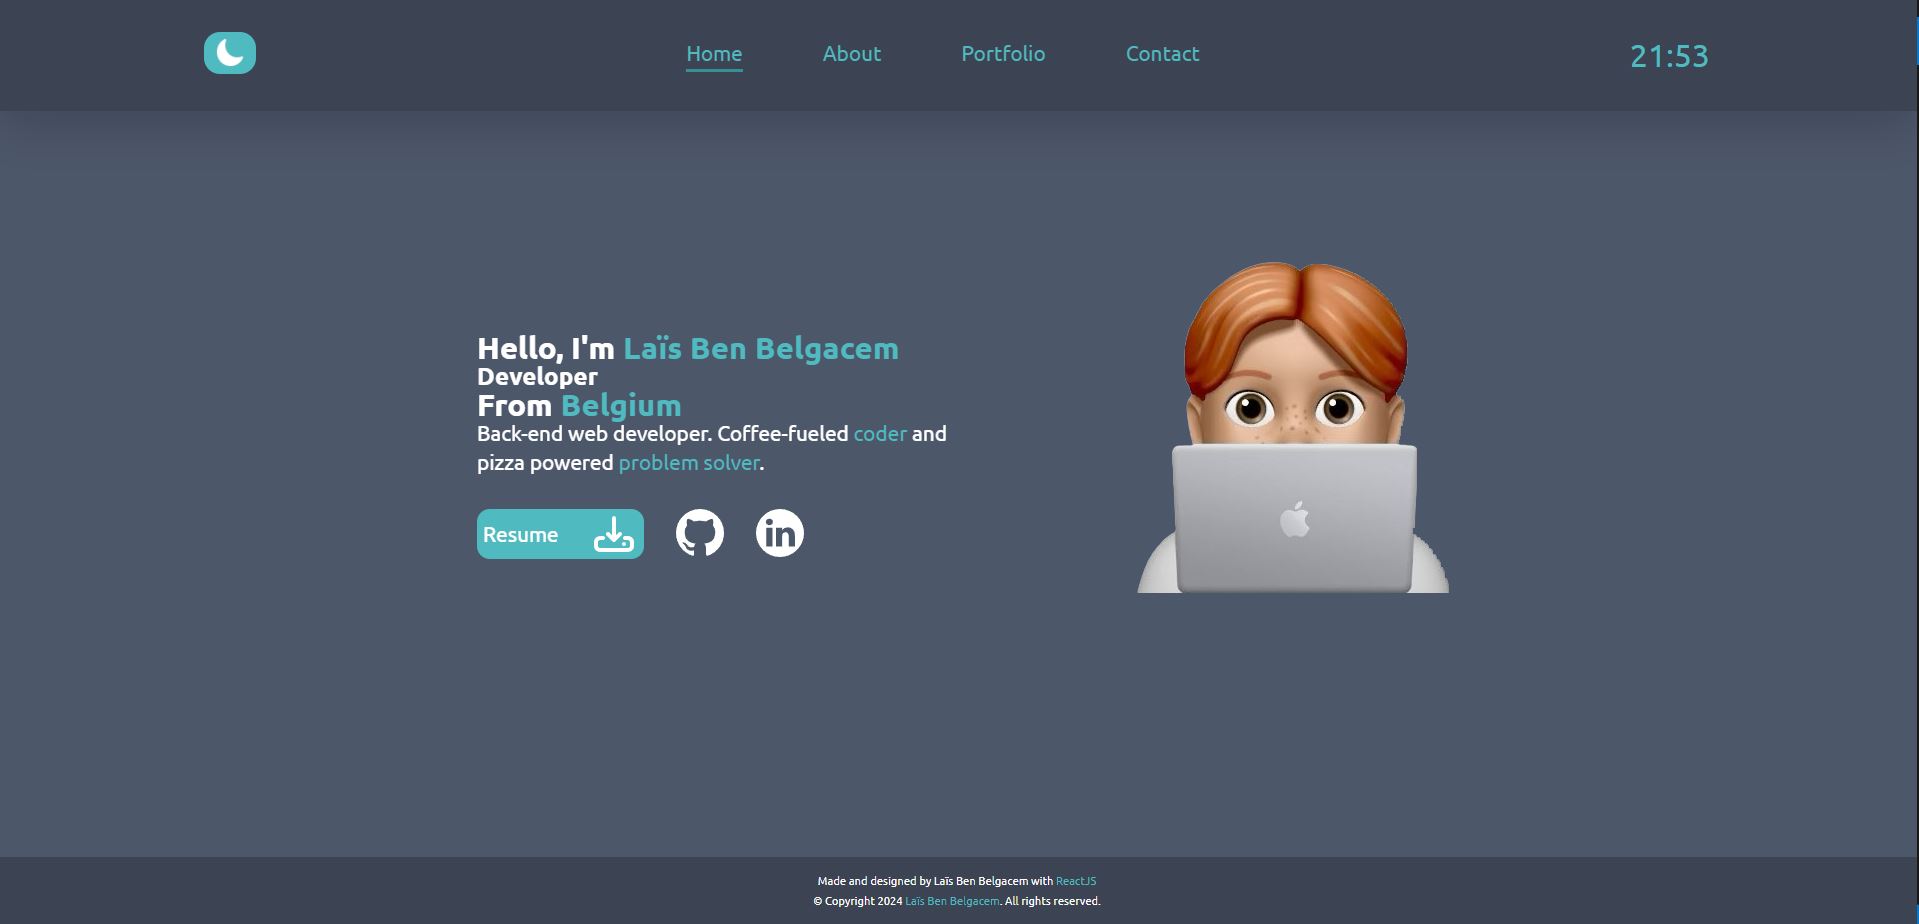 Home About Portfolio Contact 21:53
Hello, I'm Laïs Ben Belgacem
Developer
From Belgium
Back-end web developer. Coffee-fueled coder and
pizza powered problem solver.
Resume
in
Made and designed by Laïs Ben Belgacem with ReactJS
© Copyright 2024 Laïs Ben Belgacem. All rights reserved.